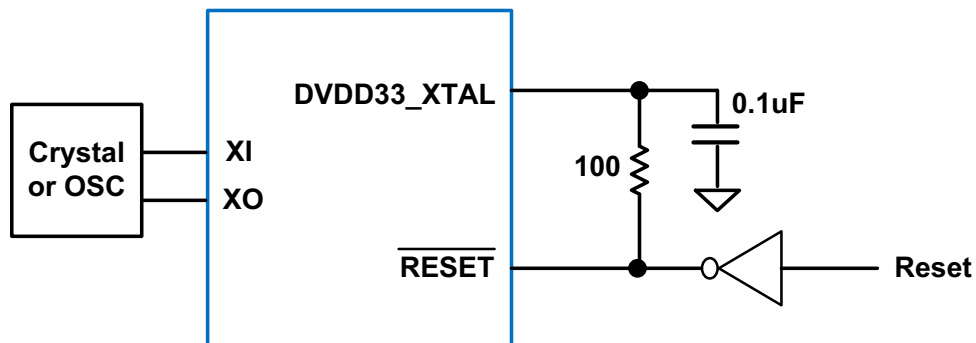 DVDD33_XTAL
0.1uF
Crystal
or OSC
XI
XO
100
RESET
Reset